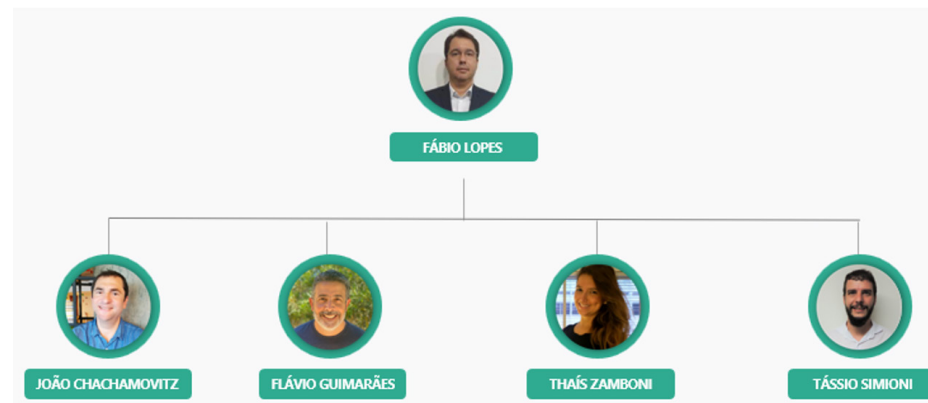 FÁBIO LOPES
JOÃO CHACHAMOVITZ
FLÁVIO GUIMARÃES
THAÍS ZAMBONI
TÁSSIO SIMIONI